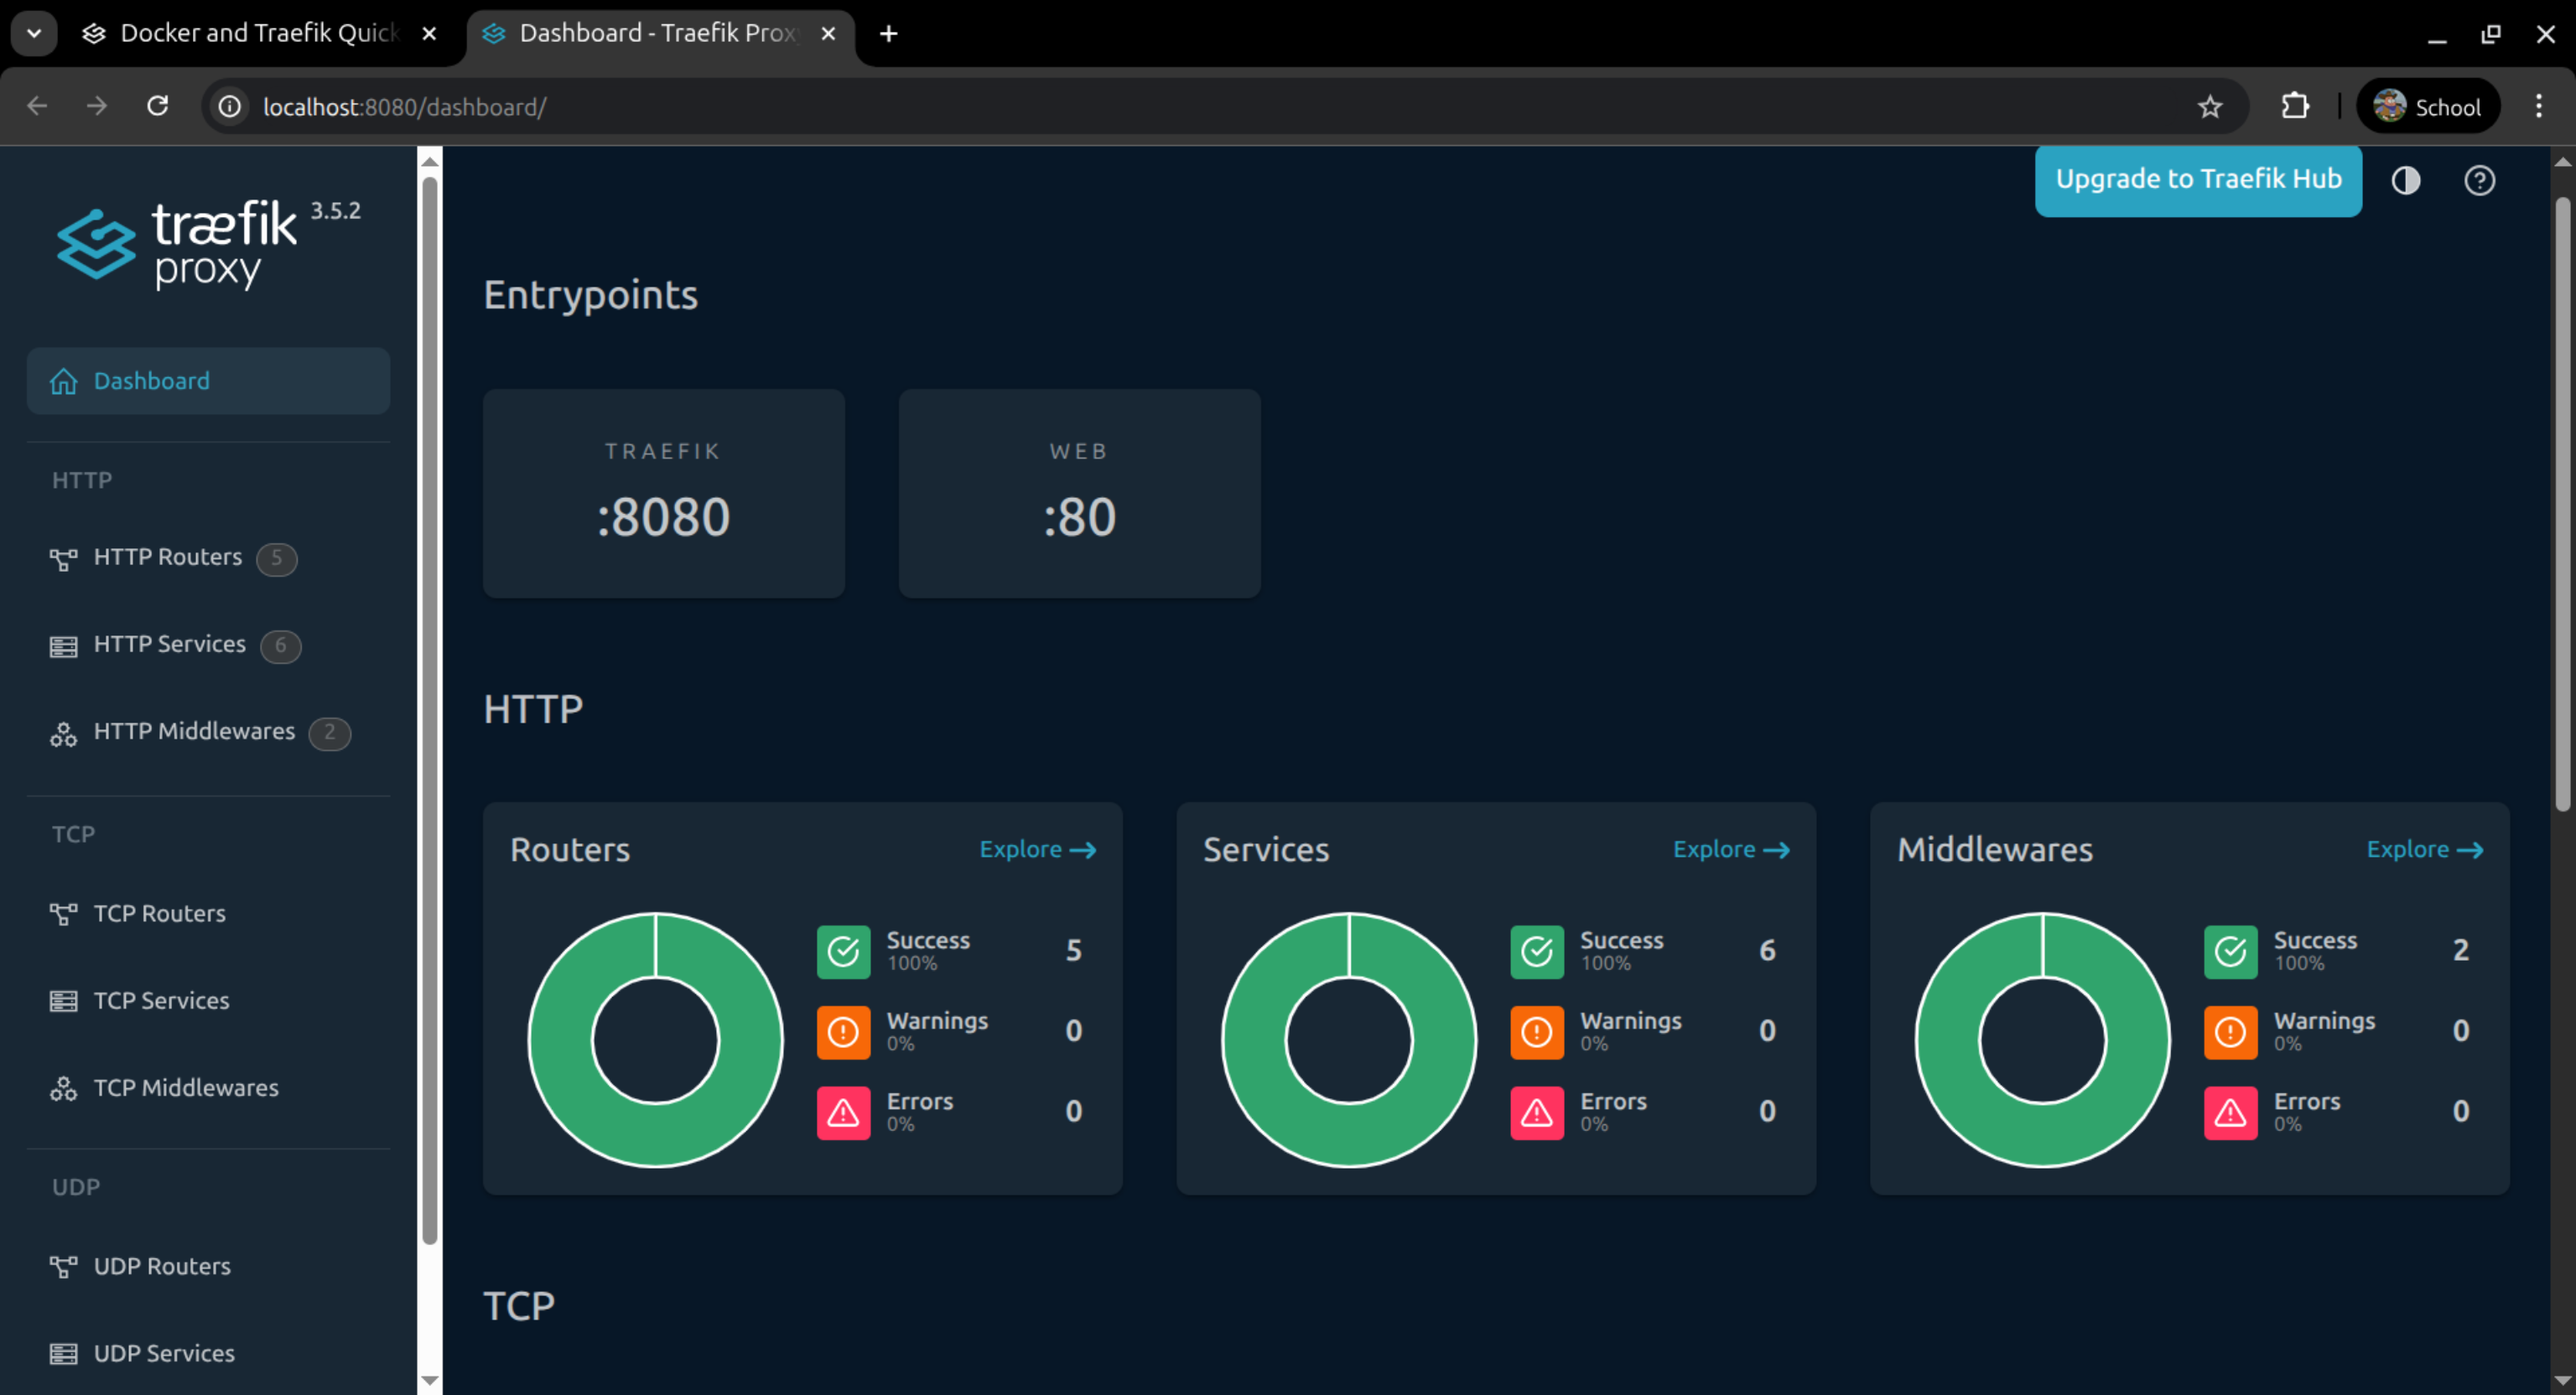 Docker and Traefik Quick
Dashboard - Traefik Prox
localhost:8080/dashboard/
School
træfik 3.5.2
proxy
Dashboard
HTTP
HTTP Routers 5
HTTP Services 6
HTTP Middlewares 2
TCP
TCP Routers
TCP Services
TCP Middlewares
UDP
UDP Routers
UDP Services
Upgrade to Traefik Hub
Entrypoints
TRAEFIK
:8080
WEB
:80
HTTP
Routers
Explore →
Success 5
100%
Warnings 0
0%
Errors 0
0%
Services
Explore →
Success 6
100%
Warnings 0
0%
Errors 0
0%
Middlewares
Explore →
Success 2
100%
Warnings 0
0%
Errors 0
0%
TCP